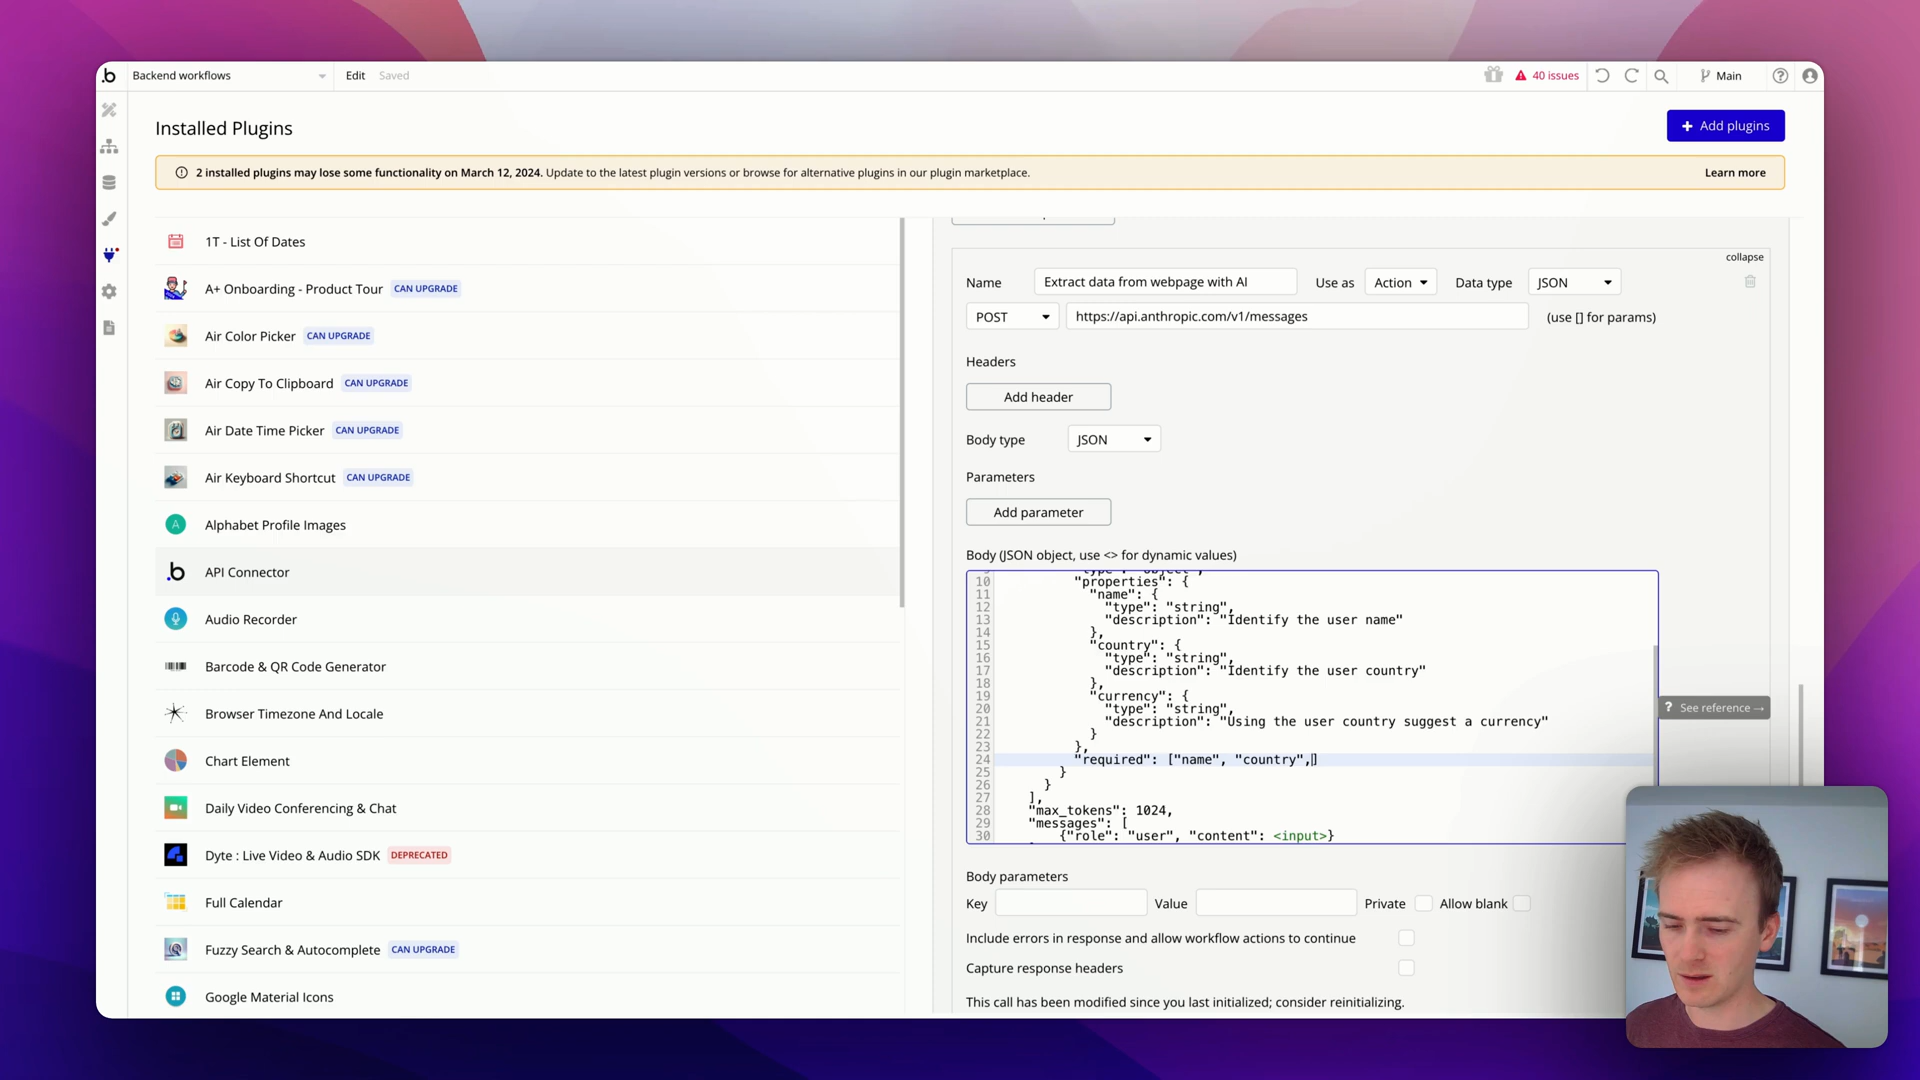 .b Backend workflows Edit Saved 40 issues Main
Installed Plugins
+ Add plugins
2 installed plugins may lose some functionality on March 12, 2024. Update to the latest plugin versions or browse for alternative plugins in our plugin marketplace. Learn more
1T - List Of Dates
A+ Onboarding - Product Tour CAN UPGRADE
Air Color Picker CAN UPGRADE
Air Copy To Clipboard CAN UPGRADE
Air Date Time Picker CAN UPGRADE
Air Keyboard Shortcut CAN UPGRADE
A Alphabet Profile Images
.b API Connector
Audio Recorder
Barcode & QR Code Generator
Browser Timezone And Locale
Chart Element
Daily Video Conferencing & Chat
Dyte : Live Video & Audio SDK DEPRECATED
Full Calendar
Fuzzy Search & Autocomplete CAN UPGRADE
Google Material Icons
collapse
Name Extract data from webpage with AI Use as Action Data type JSON
POST https://api.anthropic.com/v1/messages (use [] for params)
Headers
Add header
Body type JSON
Parameters
Add parameter
Body (JSON object, use <> for dynamic values)
"type": "object",
10 "properties": {
11 "name": {
12 "type": "string",
13 "description": "Identify the user name"
14 },
15 "country": {
16 "type": "string",
17 "description": "Identify the user country"
18 },
19 "currency": {
20 "type": "string",
21 "description": "Using the user country suggest a currency"
22 }
23 },
24 "required": ["name", "country",]
25 }
26 }
27 ],
28 "max_tokens": 1024,
29 "messages": [
30 {"role": "user", "content": <input>}
? See reference →
Body parameters
Key Value Private Allow blank
Include errors in response and allow workflow actions to continue
Capture response headers
This call has been modified since you last initialized; consider reinitializing.